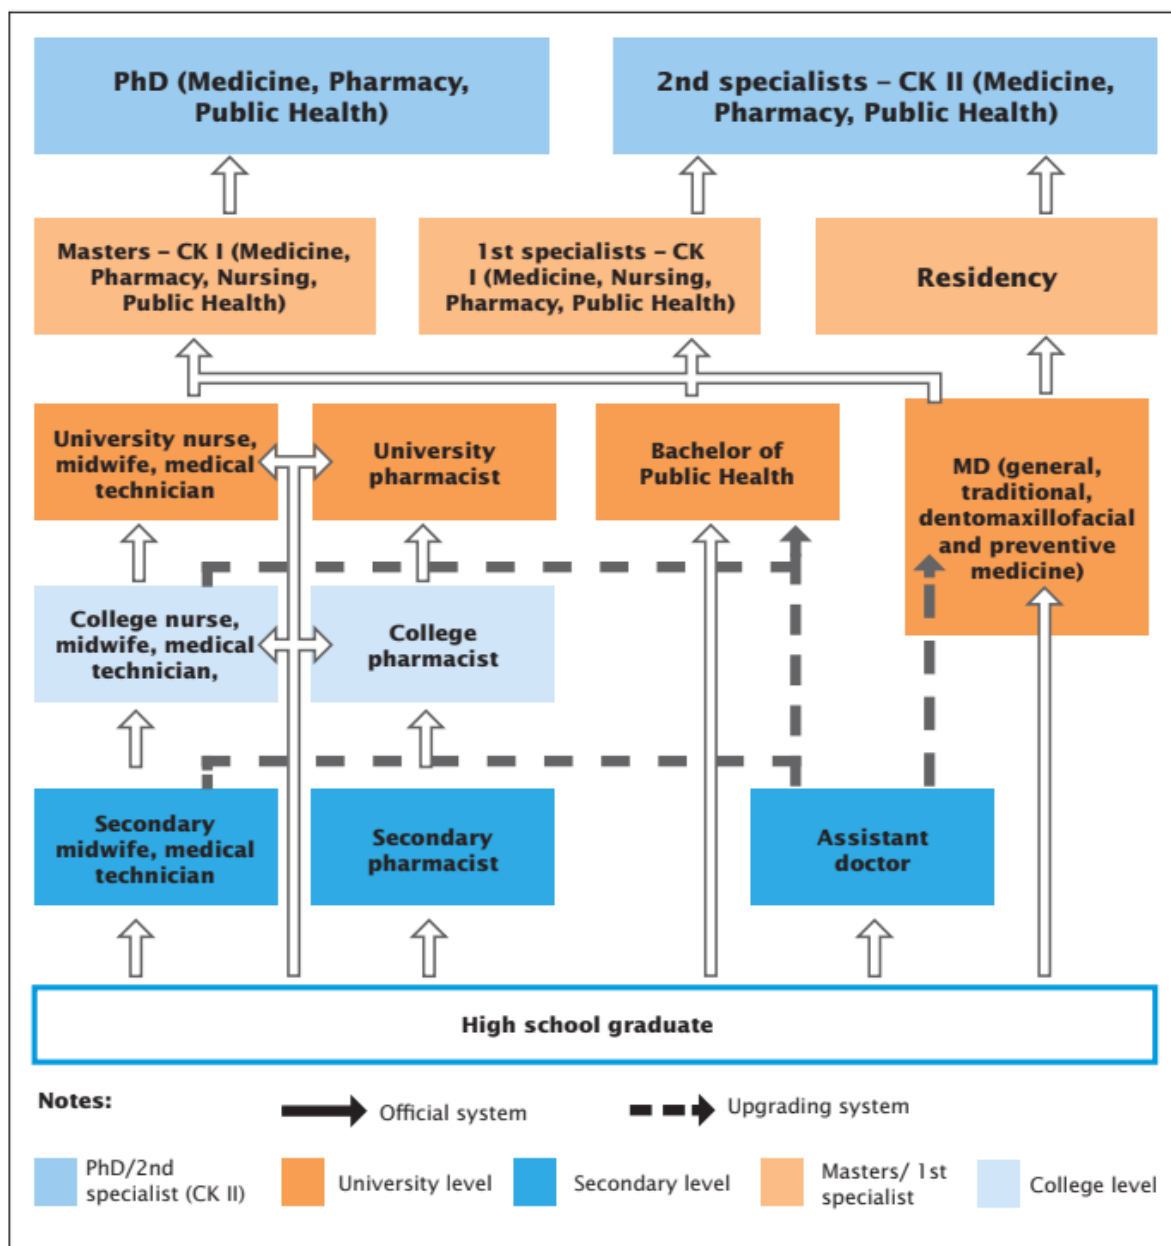 PhD (Medicine, Pharmacy,
Public Health)
2nd specialists – CK II (Medicine,
Pharmacy, Public Health)
Masters – CK I (Medicine,
Pharmacy, Nursing,
Public Health)
1st specialists – CK
I (Medicine, Nursing,
Pharmacy, Public Health)
Residency
University nurse,
midwife, medical
technician
University
pharmacist
Bachelor of
Public Health
MD (general,
traditional,
dentomaxillofacial
and preventive
medicine)
College nurse,
midwife, medical
technician,
College
pharmacist
Secondary
midwife, medical
technician
Secondary
pharmacist
Assistant
doctor
High school graduate
Notes:
Official system
Upgrading system
PhD/2nd
specialist (CK II)
University level
Secondary level
Masters/ 1st
specialist
College level